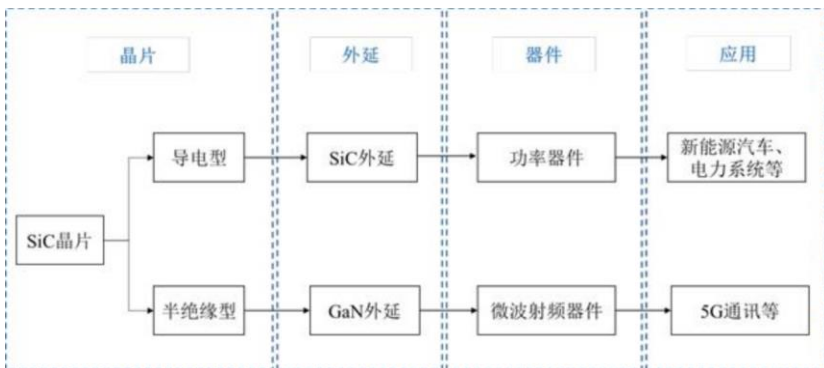 晶片
外延
器件
应用
导电型
SiC外延
功率器件
新能源汽车、
电力系统等
SiC晶片
半绝缘型
GaN外延
微波射频器件
5G通讯等